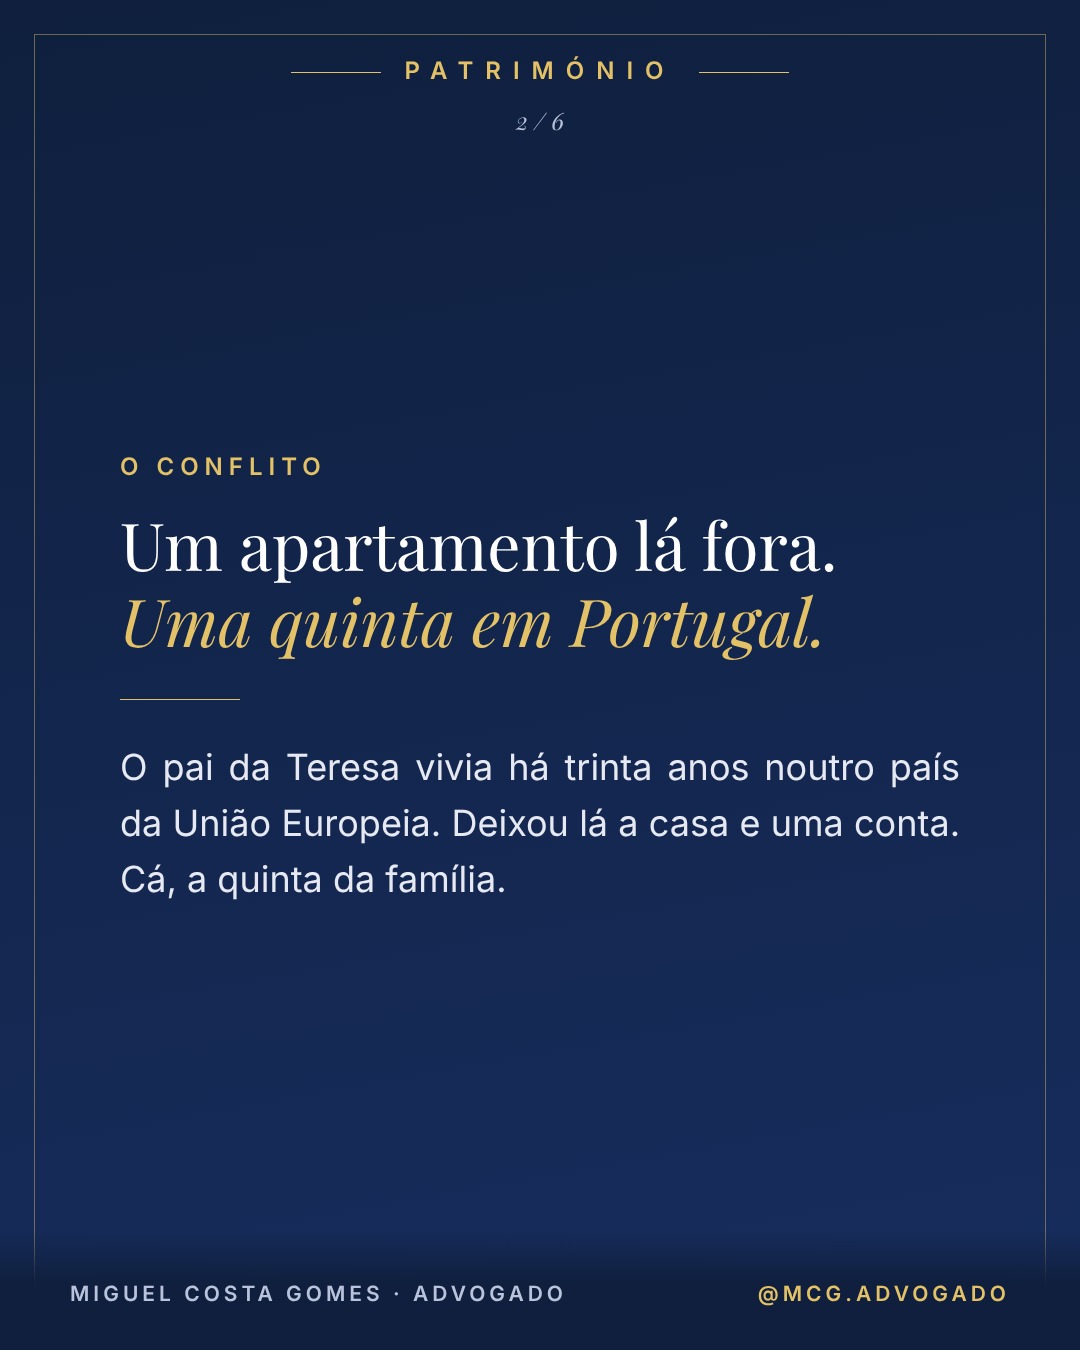 PATRIMÓNIO
2/6
O CONFLITO
Um apartamento lá fora.
Uma quinta em Portugal.
O pai da Teresa vivia há trinta anos noutro país
da União Europeia. Deixou lá a casa e uma conta.
Cá, a quinta da família.
MIGUEL COSTA GOMES · ADVOGADO
@MCG.ADVOGADO